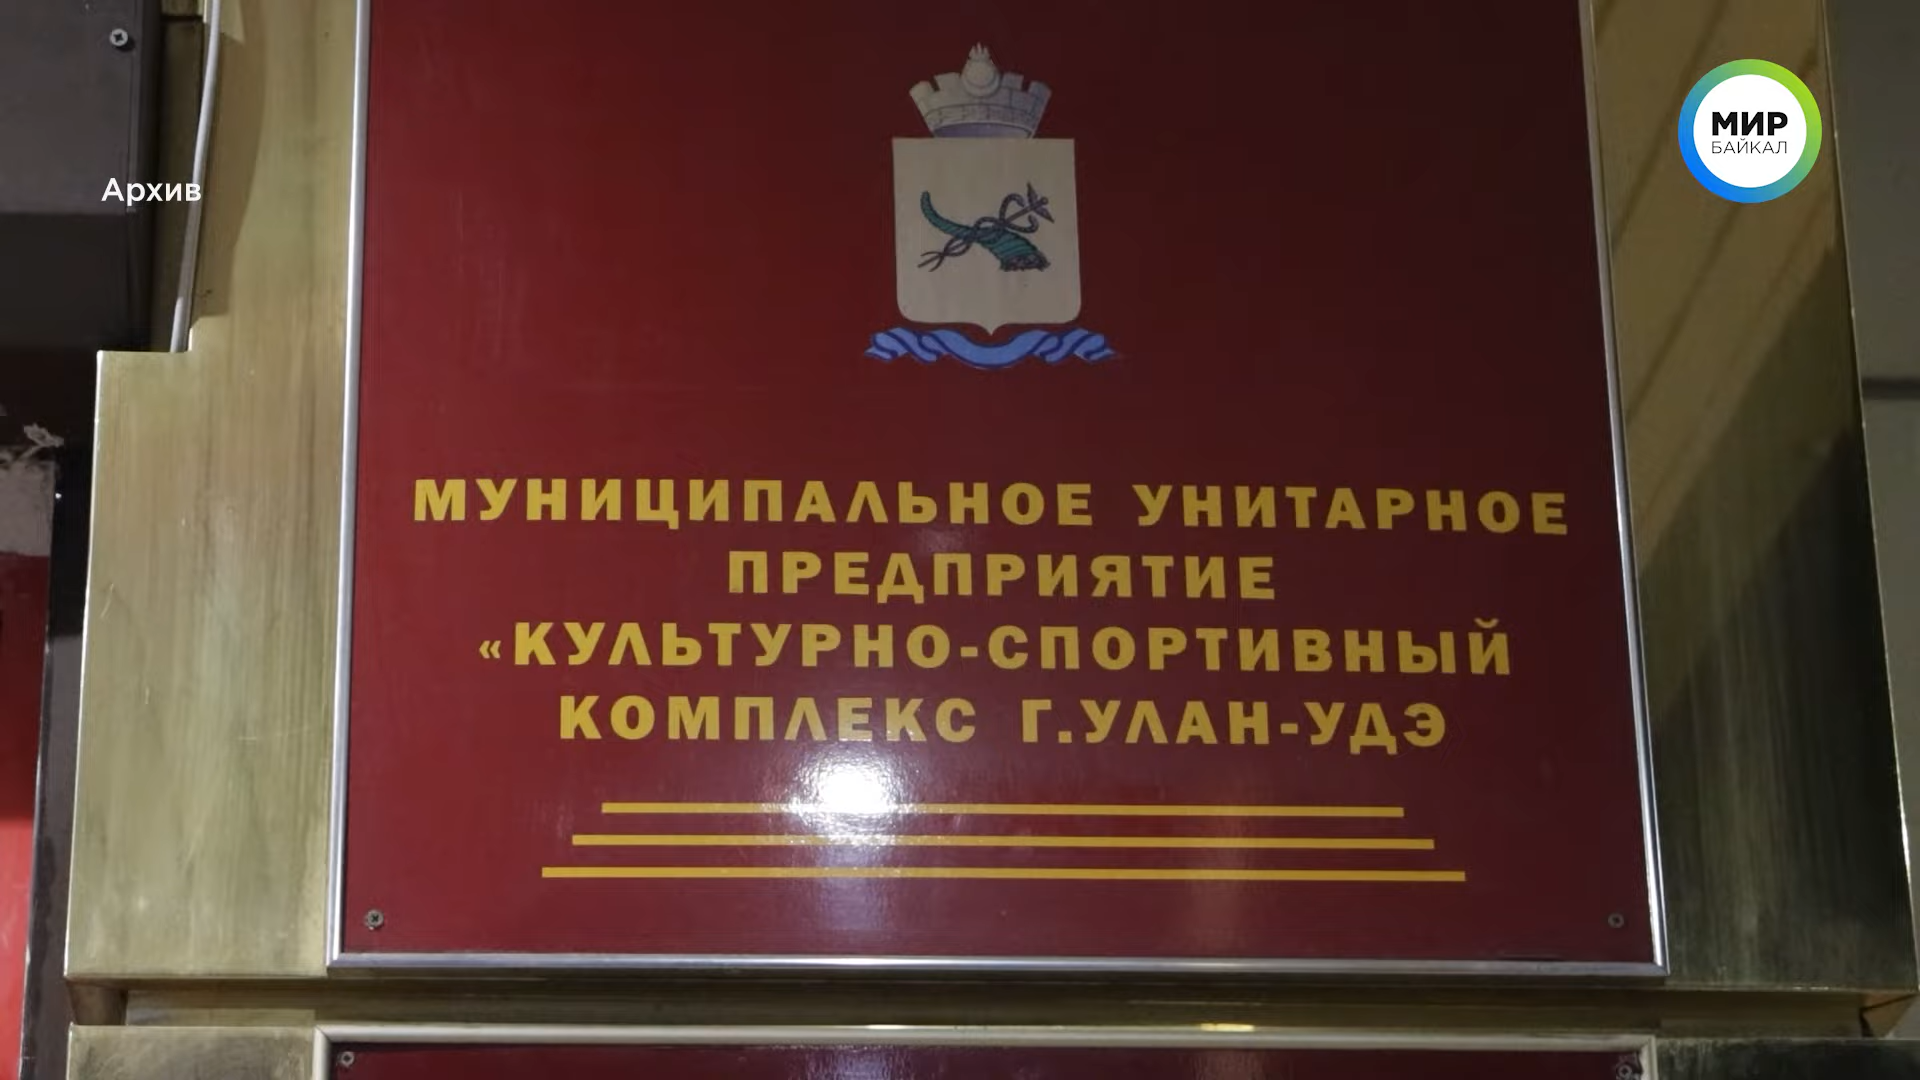 МИР
БАЙКАЛ
Архив
МУНИЦИПАЛЬНОЕ УНИТАРНОЕ
ПРЕДПРИЯТИЕ
«КУЛЬТУРНО-СПОРТИВНЫЙ
КОМПЛЕКС Г.УЛАН-УДЭ